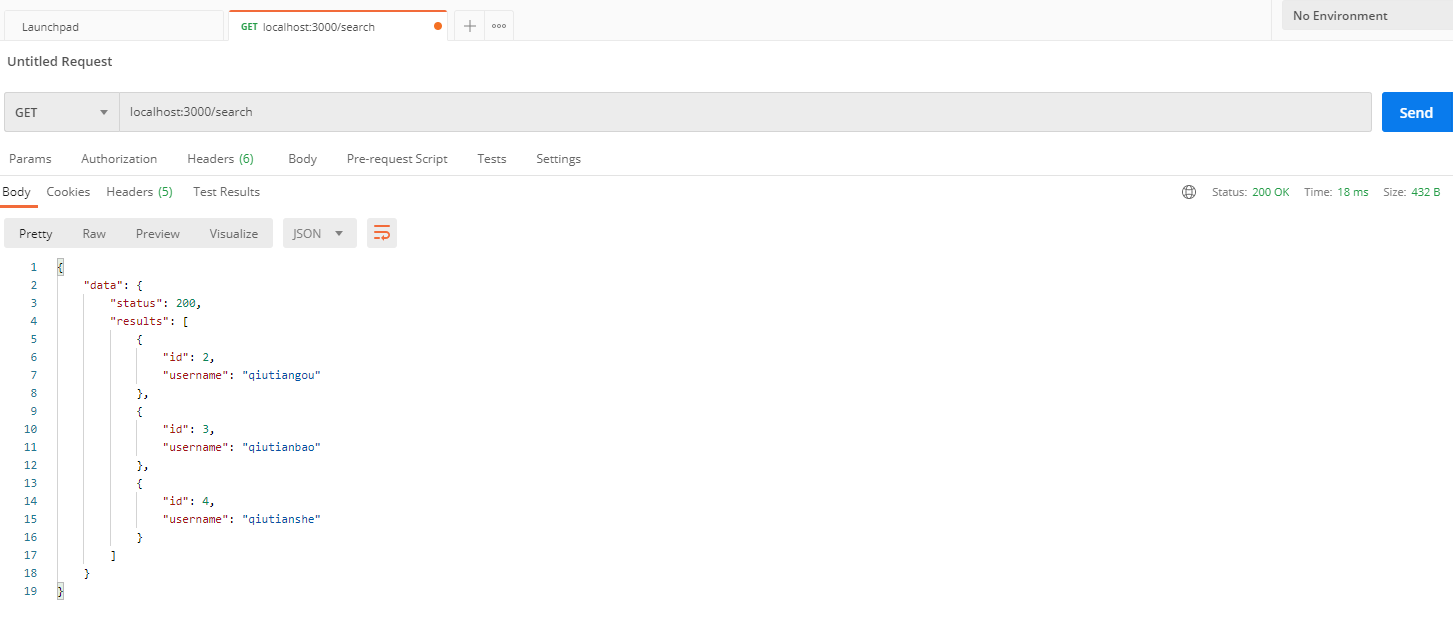 Launchpad
GET localhost:3000/search
No Environment
Untitled Request
GET
localhost:3000/search
Send
Params Authorization Headers (6) Body Pre-request Script Tests Settings
Body Cookies Headers (5) Test Results Status: 200 OK Time: 18 ms Size: 432 B
Pretty Raw Preview Visualize JSON
1 {
2 "data": {
3 "status": 200,
4 "results": [
5 {
6 "id": 2,
7 "username": "qiutiangou"
8 },
9 {
10 "id": 3,
11 "username": "qiutianbao"
12 },
13 {
14 "id": 4,
15 "username": "qiutianshe"
16 }
17 ]
18 }
19 }